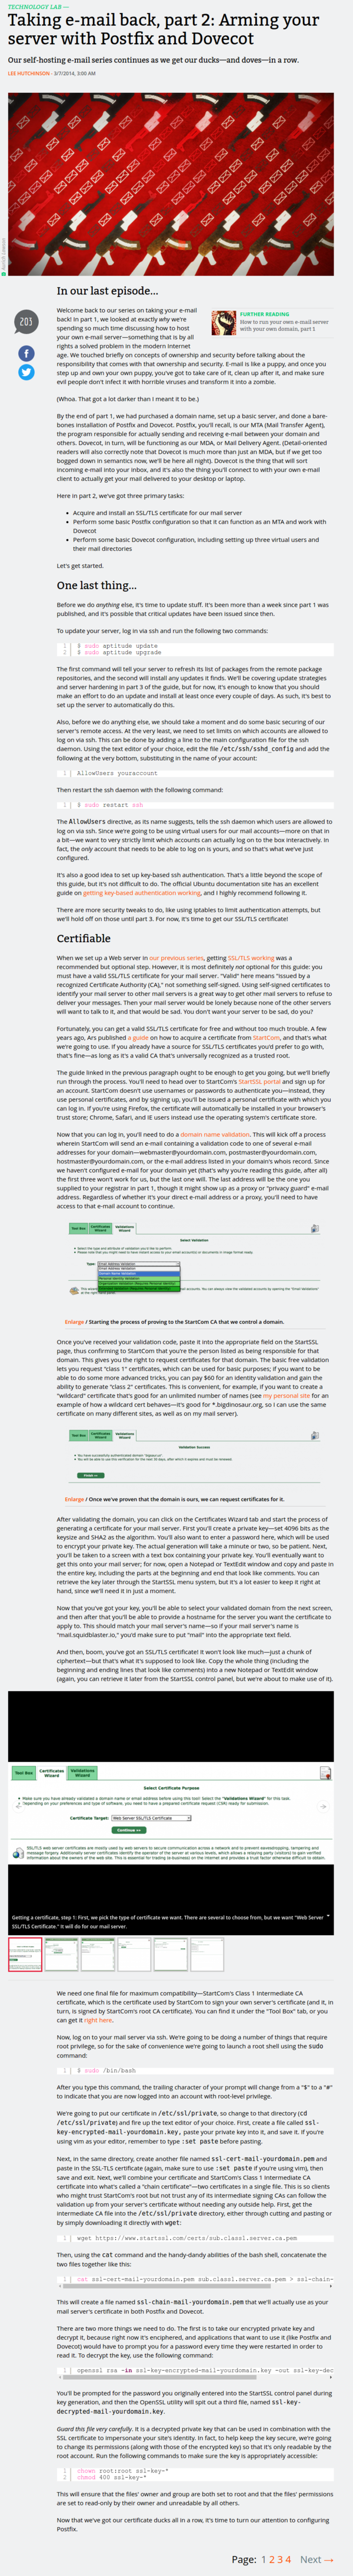 TECHNOLOGY LAB —
Taking e-mail back, part 2: Arming your
server with Postfix and Dovecot
Our self-hosting e-mail series continues as we get our ducks—and doves—in a row.
LEE HUTCHINSON - 3/7/2014, 3:00 AM
In our last episode...
203
Welcome back to our series on taking your e-mail
back! In part 1, we looked at exactly why we're
spending so much time discussing how to host
your own e-mail server—something that is by all
rights a solved problem in the modern Internet
FURTHER READING
How to run your own e-mail server
with your own domain, part 1
age. We touched briefly on concepts of ownership and security before talking about the
responsibility that comes with that ownership and security. E-mail is like a puppy, and once you
step up and own your own puppy, you've got to take care of it, clean up after it, and make sure
evil people don't infect it with horrible viruses and transform it into a zombie.
(Whoa. That got a lot darker than I meant it to be.)
By the end of part 1, we had purchased a domain name, set up a basic server, and done a bare-
bones installation of Postfix and Dovecot. Postfix, you'll recall, is our MTA (Mail Transfer Agent),
the program responsible for actually sending and receiving e-mail between your domain and
others. Dovecot, in turn, will be functioning as our MDA, or Mail Delivery Agent. (Detail-oriented
readers will also correctly note that Dovecot is much more than just an MDA, but if we get too
bogged down in semantics now, we'll be here all night). Dovecot is the thing that will sort
incoming e-mail into your inbox, and it's also the thing you'll connect to with your own e-mail
client to actually get your mail delivered to your desktop or laptop.
Here in part 2, we've got three primary tasks:
• Acquire and install an SSL/TLS certificate for our mail server
• Perform some basic Postfix configuration so that it can function as an MTA and work with
Dovecot
• Perform some basic Dovecot configuration, including setting up three virtual users and
their mail directories
Let's get started.
One last thing...
Before we do anything else, it's time to update stuff. It's been more than a week since part 1 was
published, and it's possible that critical updates have been issued since then.
To update your server, log in via ssh and run the following two commands:
1 $ sudo aptitude update
2 $ sudo aptitude upgrade
The first command will tell your server to refresh its list of packages from the remote package
repositories, and the second will install any updates it finds. We'll be covering update strategies
and server hardening in part 3 of the guide, but for now, it's enough to know that you should
make an effort to do an update and install at least once every couple of days. As such, it's best to
set up the server to automatically do this.
Also, before we do anything else, we should take a moment and do some basic securing of our
server's remote access. At the very least, we need to set limits on which accounts are allowed to
log on via ssh. This can be done by adding a line to the main configuration file for the ssh
daemon. Using the text editor of your choice, edit the file /etc/ssh/sshd_config and add the
following at the very bottom, substituting in the name of your account:
1 AllowUsers youraccount
Then restart the ssh daemon with the following command:
1 $ sudo restart ssh
The AllowUsers directive, as its name suggests, tells the ssh daemon which users are allowed to
log on via ssh. Since we're going to be using virtual users for our mail accounts—more on that in
a bit—we want to very strictly limit which accounts can actually log on to the box interactively. In
fact, the only account that needs to be able to log on is yours, and so that's what we've just
configured.
It's also a good idea to set up key-based ssh authentication. That's a little beyond the scope of
this guide, but it's not difficult to do. The official Ubuntu documentation site has an excellent
guide on getting key-based authentication working, and I highly recommend following it.
There are more security tweaks to do, like using iptables to limit authentication attempts, but
we'll hold off on those until part 3. For now, it's time to get our SSL/TLS certificate!
Certifiable
When we set up a Web server in our previous series, getting SSL/TLS working was a
recommended but optional step. However, it is most definitely not optional for this guide: you
must have a valid SSL/TLS certificate for your mail server. "Valid" here means "issued by a
recognized Certificate Authority (CA)," not something self-signed. Using self-signed certificates to
identify your mail server to other mail servers is a great way to get other mail servers to refuse to
deliver your messages. Then your mail server would be lonely because none of the other servers
will want to talk to it, and that would be sad. You don't want your server to be sad, do you?
Fortunately, you can get a valid SSL/TLS certificate for free and without too much trouble. A few
years ago, Ars published a guide on how to acquire a certificate from StartCom, and that's what
we're going to use. If you already have a source for SSL/TLS certificates you'd prefer to go with,
that's fine—as long as it's a valid CA that's universally recognized as a trusted root.
The guide linked in the previous paragraph ought to be enough to get you going, but we'll briefly
run through the process. You'll need to head over to StartCom's StartSSL portal and sign up for
an account. StartCom doesn't use usernames or passwords to authenticate you—instead, they
use personal certificates, and by signing up, you'll be issued a personal certificate with which you
can log in. If you're using Firefox, the certificate will automatically be installed in your browser's
trust store; Chrome, Safari, and IE users instead use the operating system's certificate store.
Now that you can log in, you'll need to do a domain name validation. This will kick off a process
wherein StartCom will send an e-mail containing a validation code to one of several e-mail
addresses for your domain—webmaster@yourdomain.com, postmaster@yourdomain.com,
hostmaster@yourdomain.com, or the e-mail address listed in your domain's whois record. Since
we haven't configured e-mail for your domain yet (that's why you're reading this guide, after all)
the first three won't work for us, but the last one will. The last address will be the one you
supplied to your registrar in part 1, though it might show up as a proxy or "privacy guard" e-mail
address. Regardless of whether it's your direct e-mail address or a proxy, you'll need to have
access to that e-mail account to continue.
Enlarge / Starting the process of proving to the StartCom CA that we control a domain.
Once you've received your validation code, paste it into the appropriate field on the StartSSL
page, thus confirming to StartCom that you're the person listed as being responsible for that
domain. This gives you the right to request certificates for that domain. The basic free validation
lets you request "class 1" certificates, which can be used for basic purposes; if you want to be
able to do some more advanced tricks, you can pay $60 for an identity validation and gain the
ability to generate "class 2" certificates. This is convenient, for example, if you want to create a
"wildcard" certificate that's good for an unlimited number of names (see my personal site for an
example of how a wildcard cert behaves—it's good for *.bigdinosaur.org, so I can use the same
certificate on many different sites, as well as on my mail server).
Enlarge / Once we've proven that the domain is ours, we can request certificates for it.
After validating the domain, you can click on the Certificates Wizard tab and start the process of
generating a certificate for your mail server. First you'll create a private key—set 4096 bits as the
keysize and SHA2 as the algorithm. You'll also want to enter a password here, which will be used
to encrypt your private key. The actual generation will take a minute or two, so be patient. Next,
you'll be taken to a screen with a text box containing your private key. You'll eventually want to
get this onto your mail server; for now, open a Notepad or TextEdit window and copy and paste in
the entire key, including the parts at the beginning and end that look like comments. You can
retrieve the key later through the StartSSL menu system, but it's a lot easier to keep it right at
hand, since we'll need it in just a moment.
Now that you've got your key, you'll be able to select your validated domain from the next screen,
and then after that you'll be able to provide a hostname for the server you want the certificate to
apply to. This should match your mail server's name—so if your mail server's name is
"mail.squidblaster.io," you'd make sure to put "mail" into the appropriate text field.
And then, boom, you've got an SSL/TLS certificate! It won't look like much—just a chunk of
ciphertext—but that's what it's supposed to look like. Copy the whole thing (including the
beginning and ending lines that look like comments) into a new Notepad or TextEdit window
(again, you can retrieve it later from the StartSSL control panel, but we're about to make use of it).
Tool Box
Certificates Wizard
Validations Wizard
Select Certificate Purpose
Certificate Target: Web Server SSL/TLS Certificate
Continue »»
Getting a certificate, step 1: First, we pick the type of certificate we want. There are several to choose from, but we want "Web Server
SSL/TLS Certificate." It will do for our mail server.
We need one final file for maximum compatibility—StartCom's Class 1 Intermediate CA
certificate, which is the certificate used by StartCom to sign your own server's certificate (and it, in
turn, is signed by StartCom's root CA certificate). You can find it under the "Tool Box" tab, or you
can get it right here.
Now, log on to your mail server via ssh. We're going to be doing a number of things that require
root privilege, so for the sake of convenience we're going to launch a root shell using the sudo
command:
1 $ sudo /bin/bash
After you type this command, the trailing character of your prompt will change from a "$" to a "#"
to indicate that you are now logged into an account with root-level privilege.
We're going to put our certificate in /etc/ssl/private, so change to that directory (cd
/etc/ssl/private) and fire up the text editor of your choice. First, create a file called ssl-
key-encrypted-mail-yourdomain.key, paste your private key into it, and save it. If you're
using vim as your editor, remember to type :set paste before pasting.
Next, in the same directory, create another file named ssl-cert-mail-yourdomain.pem and
paste in the SSL-TLS certificate (again, make sure to use :set paste if you're using vim), then
save and exit. Next, we'll combine your certificate and StartCom's Class 1 Intermediate CA
certificate into what's called a "chain certificate"—two certificates in a single file. This is so clients
who might trust StartCom's root but not trust any of its intermediate signing CAs can follow the
validation up from your server's certificate without needing any outside help. First, get the
intermediate CA file into the /etc/ssl/private directory, either through cutting and pasting or
by simply downloading it directly with wget:
1 wget https://www.startssl.com/certs/sub.class1.server.ca.pem
Then, using the cat command and the handy-dandy abilities of the bash shell, concatenate the
two files together like this:
1 cat ssl-cert-mail-yourdomain.pem sub.class1.server.ca.pem > ssl-chain-
This will create a file named ssl-chain-mail-yourdomain.pem that we'll actually use as your
mail server's certificate in both Postfix and Dovecot.
There are two more things we need to do. The first is to take our encrypted private key and
decrypt it, because right now it's enciphered, and applications that want to use it (like Postfix and
Dovecot) would have to prompt you for a password every time they were restarted in order to
read it. To decrypt the key, use the following command:
1 openssl rsa -in ssl-key-encrypted-mail-yourdomain.key -out ssl-key-dec
You'll be prompted for the password you originally entered into the StartSSL control panel during
key generation, and then the OpenSSL utility will spit out a third file, named ssl-key-
decrypted-mail-yourdomain.key.
Guard this file very carefully. It is a decrypted private key that can be used in combination with the
SSL certificate to impersonate your site's identity. In fact, to help keep the key secure, we're going
to change its permissions (along with those of the encrypted key) so that it's only readable by the
root account. Run the following commands to make sure the key is appropriately accessible:
1 chown root:root ssl-key-*
2 chmod 400 ssl-key-*
This will ensure that the files' owner and group are both set to root and that the files' permissions
are set to read-only by their owner and unreadable by all others.
Now that we've got our certificate ducks all in a row, it's time to turn our attention to configuring
Postfix.
Page: 1 2 3 4 Next →